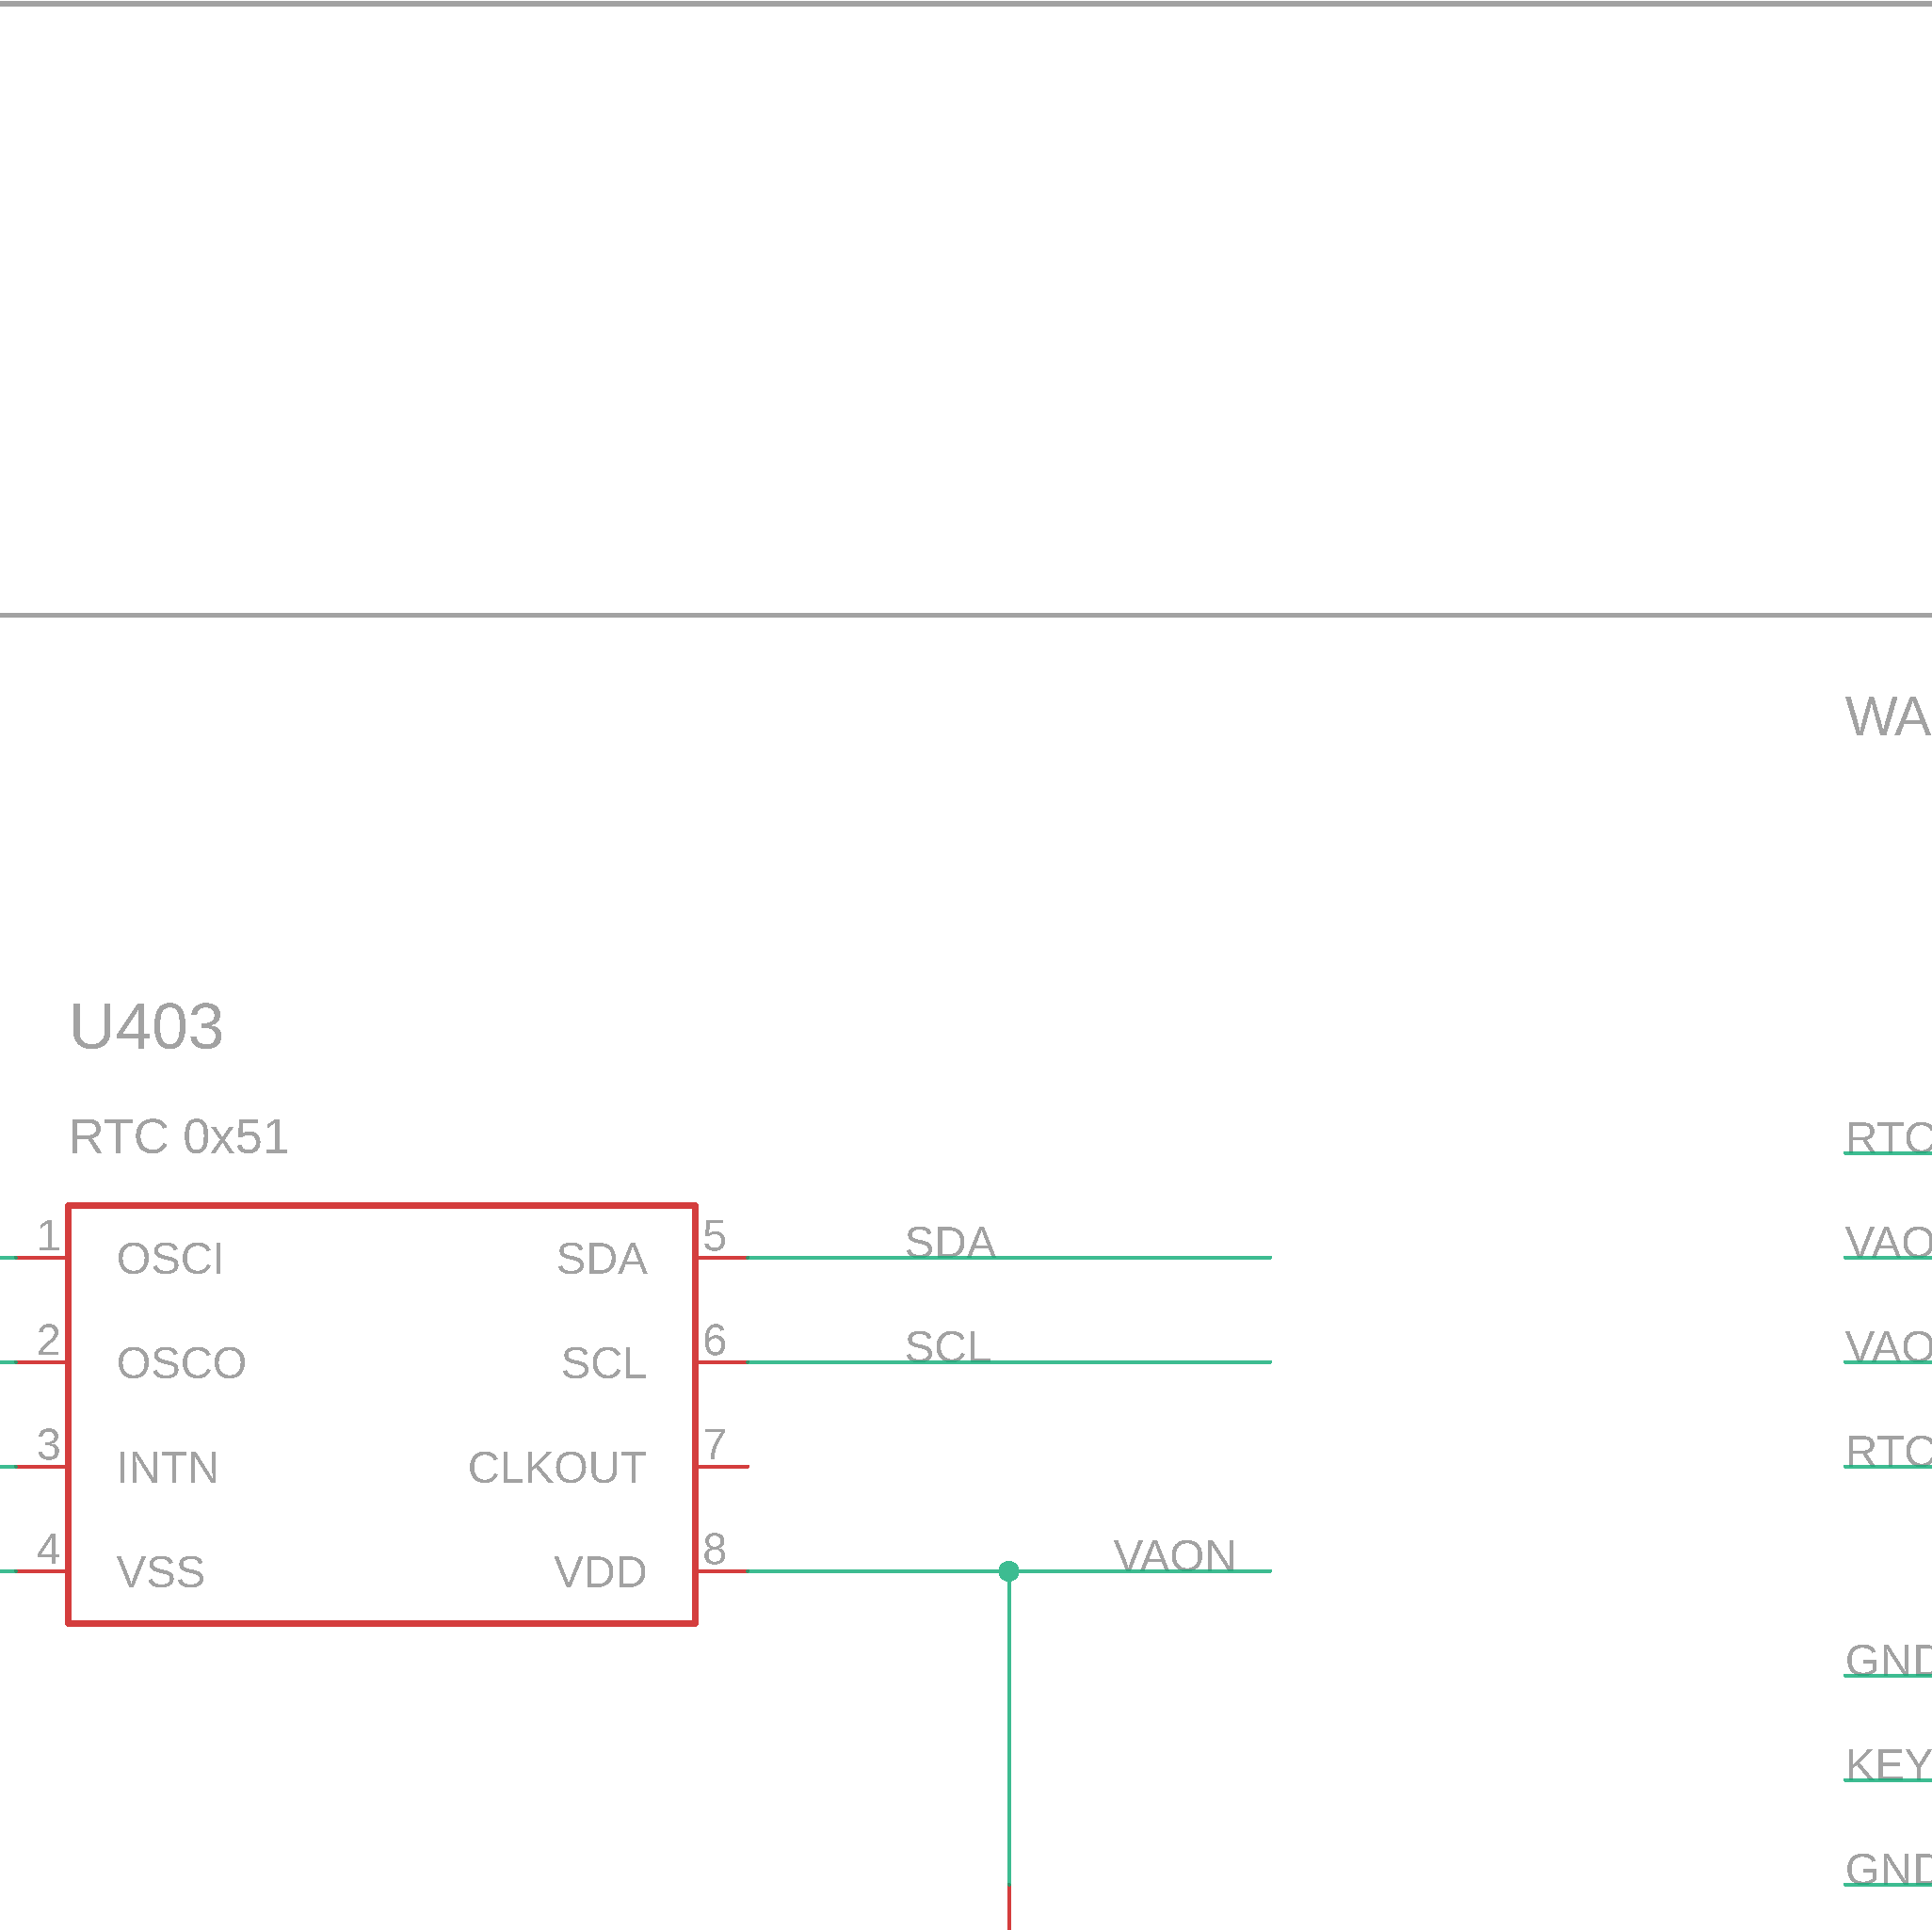 WA
U403
RTC 0x51
1 OSCI SDA 5 SDA
2 OSCO SCL 6 SCL
3 INTN CLKOUT 7
4 VSS VDD 8 VAON
RTC
VAO
VAO
RTC
GND
KEY
GND